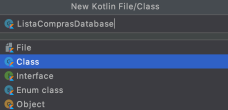 New Kotlin File/Class
ListaComprasDatabase
File
Class
Interface
Enum class
Object